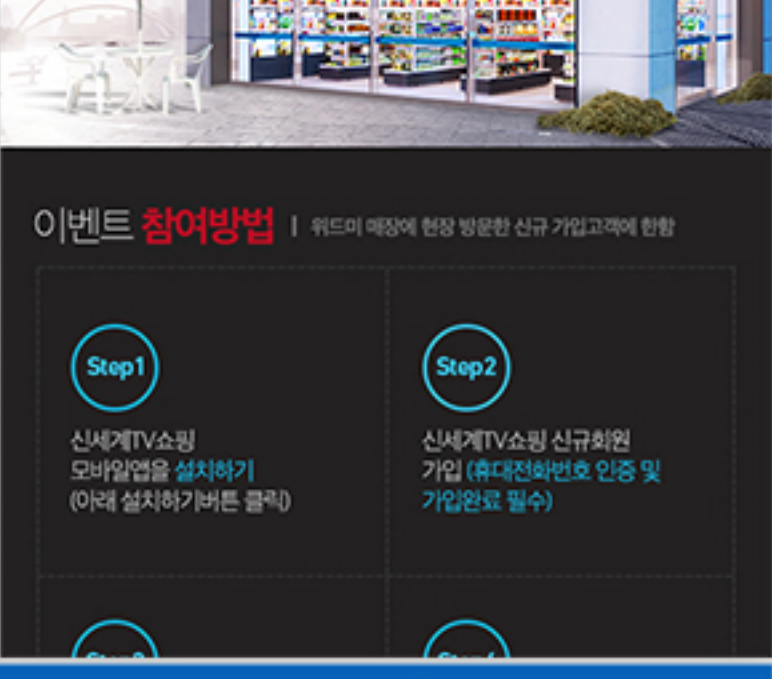 이벤트 참여방법 | 위드미 매장에 현장 방문한 신규 가입고객에 한함
Step1
신세계TV쇼핑
모바일앱을 설치하기
(아래 설치하기버튼 클릭)
Step2
신세계TV쇼핑 신규회원
가입 (휴대전화번호 인증 및
가입완료 필수)